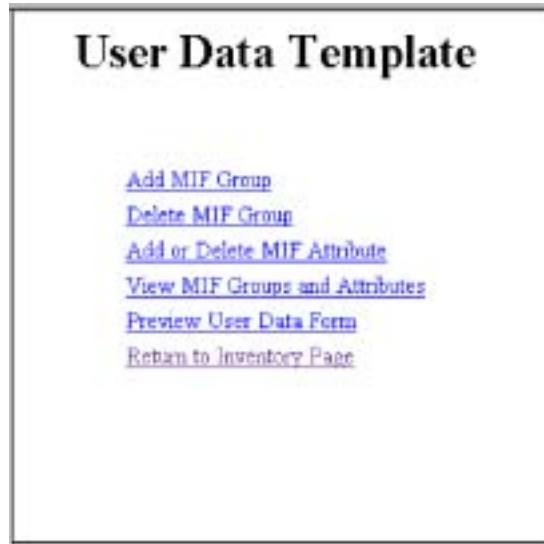 User Data Template
Add MIF Group
Delete MIF Group
Add or Delete MIF Attribute
View MIF Groups and Attributes
Preview User Data Form
Return to Inventory Page